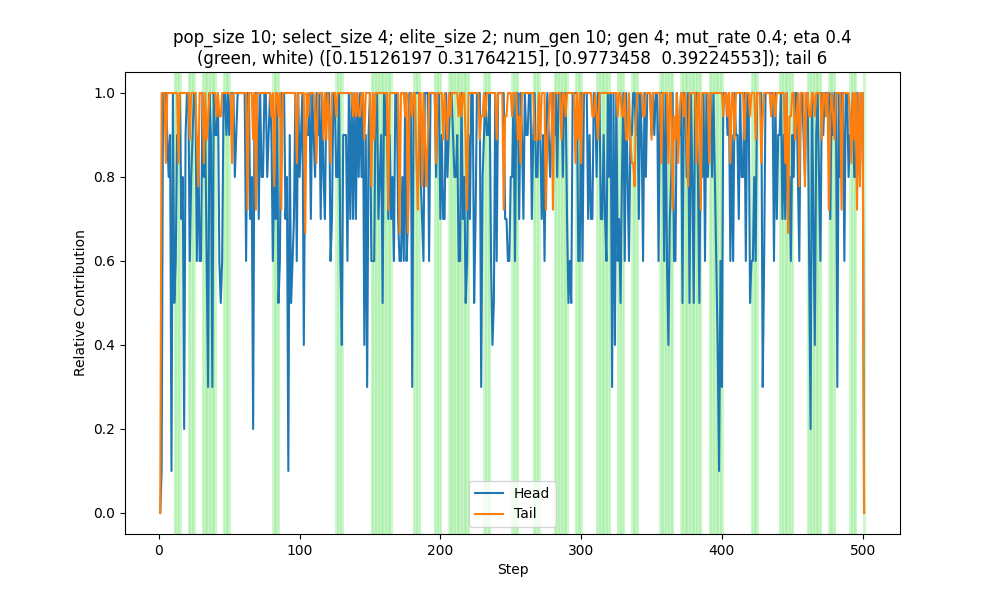 pop_size 10; select_size 4; elite_size 2; num_gen 10; gen 4; mut_rate 0.4; eta 0.4
(green, white) ([0.15126197 0.31764215], [0.9773458  0.39224553]); tail 6
1.0
0.8
0.6
0.4
0.2
0.0
Relative Contribution
Head
Tail
0 100 200 300 400 500
Step